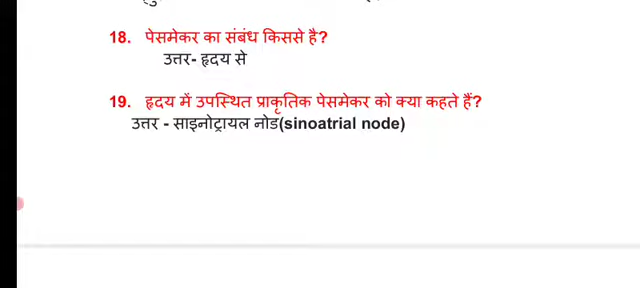 18. पेसमेकर का संबंध किससे है?
उत्तर- हृदय से
19. हृदय में उपस्थित प्राकृतिक पेसमेकर को क्या कहते हैं?
उत्तर - साइनोट्रायल नोड(sinoatrial node)